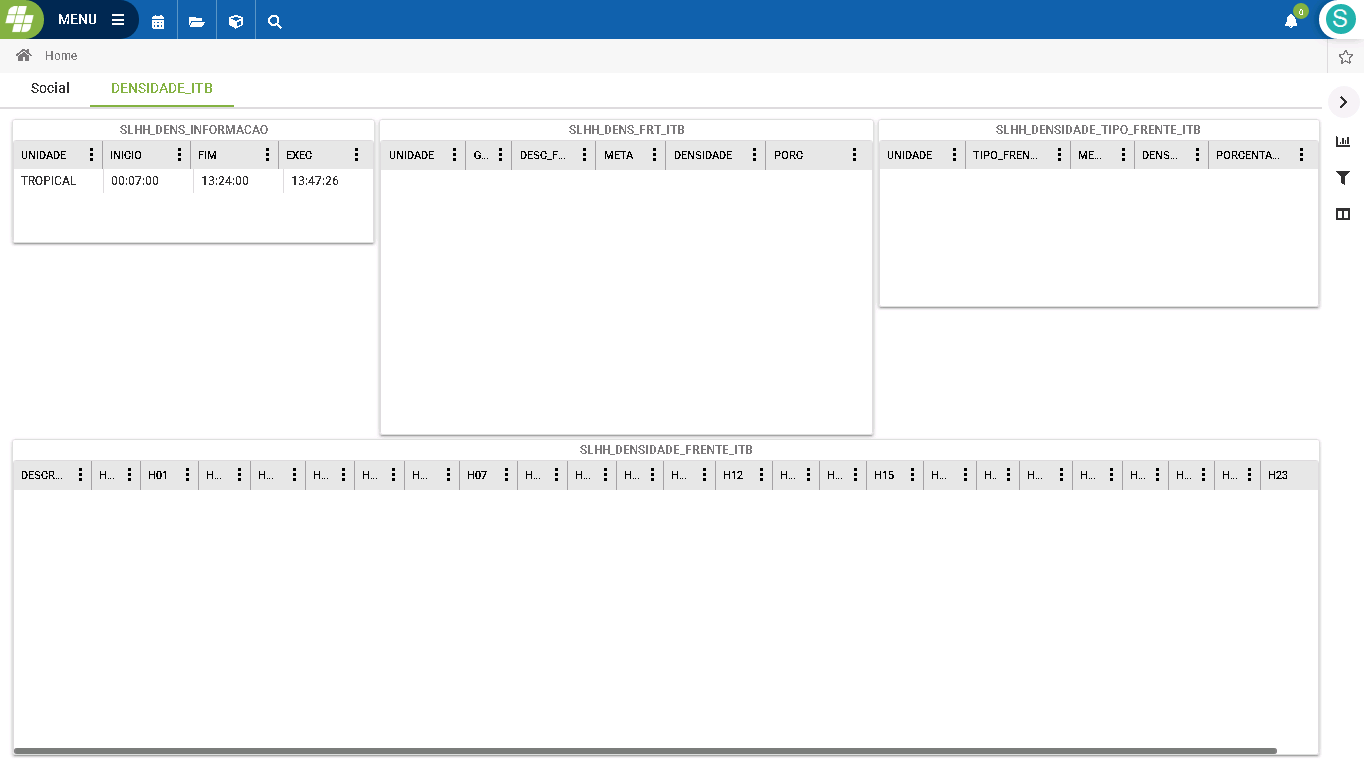 MENU
0
S
Home
Social DENSIDADE_ITB
SLHH_DENS_INFORMACAO
UNIDADE INICIO FIM EXEC
TROPICAL 00:07:00 13:24:00 13:47:26
SLHH_DENS_FRT_ITB
UNIDADE G... DESC_F... META DENSIDADE PORC
SLHH_DENSIDADE_TIPO_FRENTE_ITB
UNIDADE TIPO_FREN... ME... DENS... PORCENTA...
SLHH_DENSIDADE_FRENTE_ITB
DESCR... H... H01 H... H... H... H... H... H07 H... H... H... H... H12 H... H... H15 H... H.. H... H... H... H... H... H23